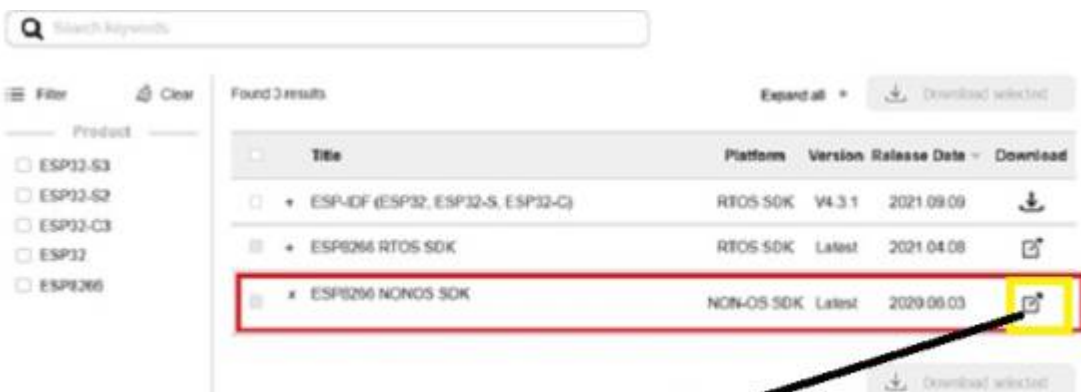 Search keywords
Filter
Clear
Found 3 results
Expand all
Download selected
Product
ESP32-S3
ESP32-S2
ESP32-C3
ESP32
ESP8266
Title Platform Version Release Date Download
+ ESP-IDF (ESP32, ESP32-S, ESP32-C) RTOS SDK V4.3.1 2021.09.09
+ ESP8266 RTOS SDK RTOS SDK Latest 2021.04.08
x ESP8266 NONOS SDK NON-OS SDK Latest 2020.06.03
Download selected